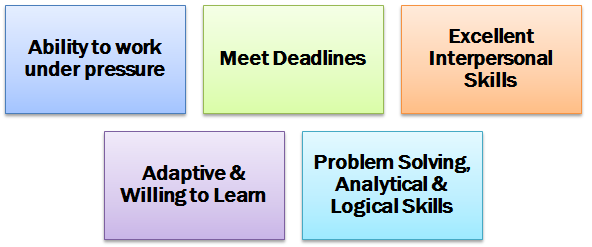 Ability to work
under pressure
Meet Deadlines
Excellent
Interpersonal
Skills
Adaptive &
Willing to Learn
Problem Solving,
Analytical &
Logical Skills